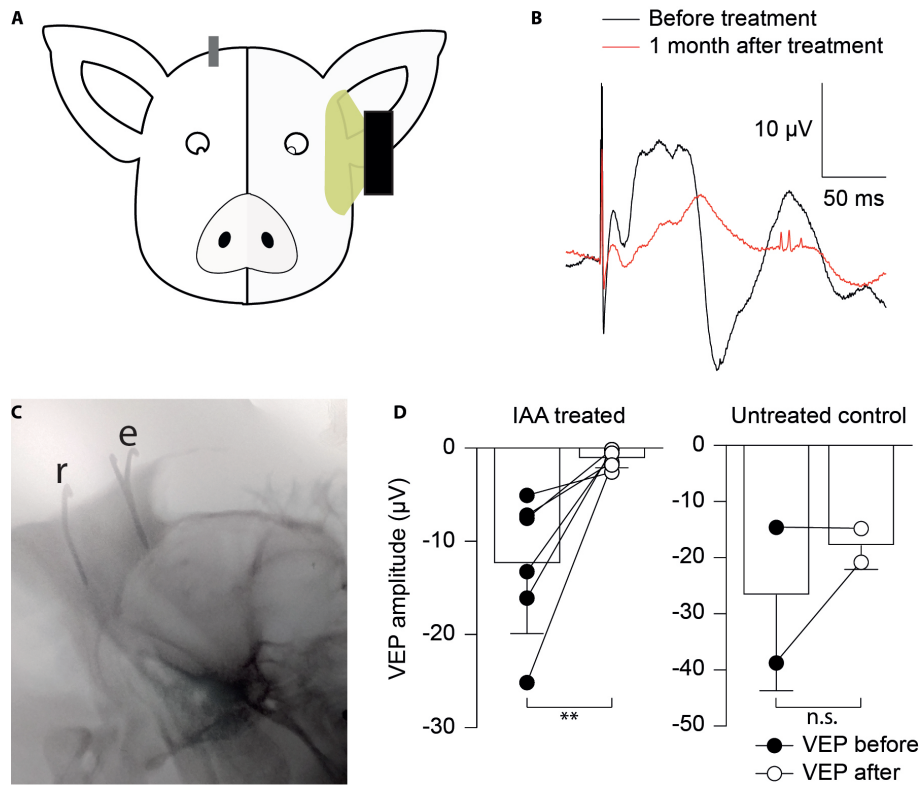 A
B
Before treatment
1 month after treatment
10 µV
50 ms
C
r
e
D
IAA treated
Untreated control
VEP amplitude (µV)
0
-10
-20
-30
**
0
-10
-20
-30
-40
-50
n.s.
VEP before
VEP after